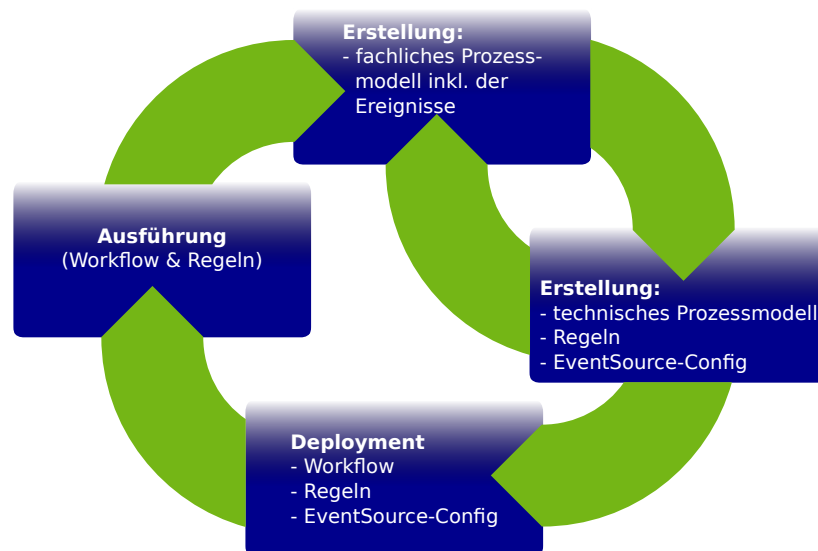 Erstellung:
- fachliches Prozess-
modell inkl. der
Ereignisse
Ausführung
(Workflow & Regeln)
Erstellung:
- technisches Prozessmodell
- Regeln
- EventSource-Config
Deployment
- Workflow
- Regeln
- EventSource-Config